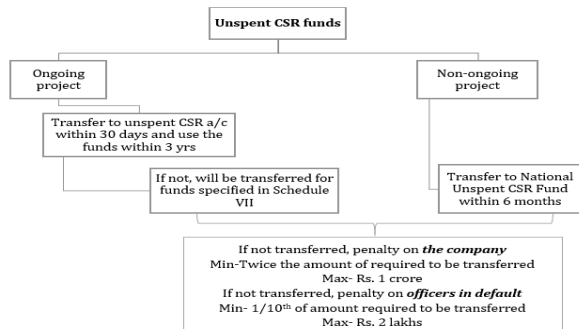 Unspent CSR funds
Ongoing
project
Non-ongoing
project
Transfer to unspent CSR a/c
within 30 days and use the
funds within 3 yrs
If not, will be transferred for
funds specified in Schedule
VII
Transfer to National
Unspent CSR Fund
within 6 months
If not transferred, penalty on the company
Min-Twice the amount of required to be transferred
Max- Rs. 1 crore
If not transferred, penalty on officers in default
Min- 1/10th of amount required to be transferred
Max- Rs. 2 lakhs